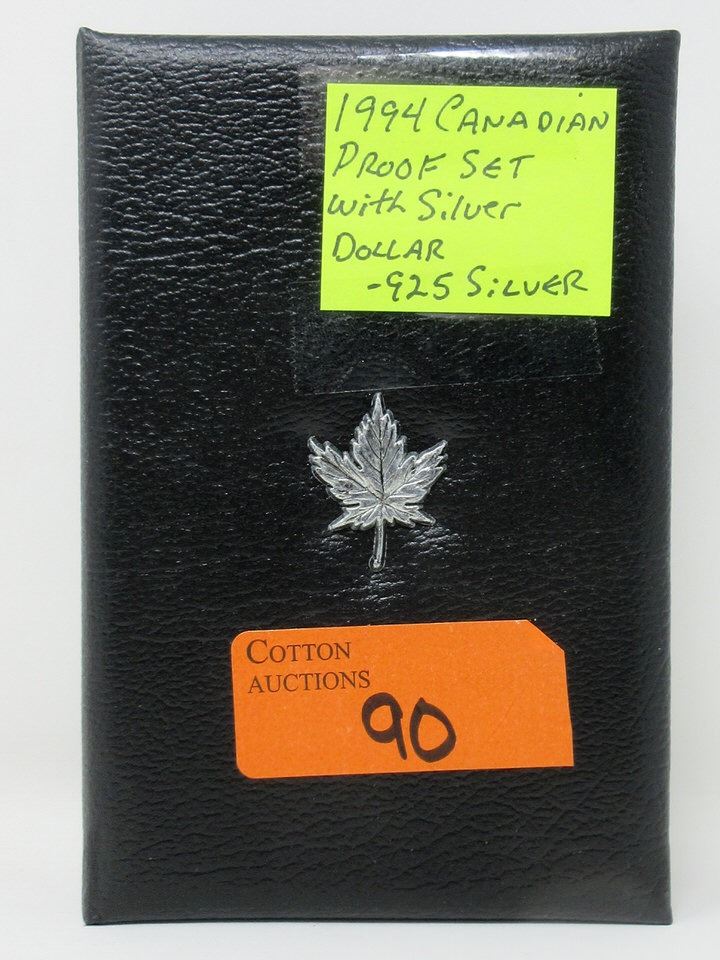 1994 CANADIAN
PROOF SET
with Silver
DOLLAR
-925 SILVER
COTTON
AUCTIONS
90